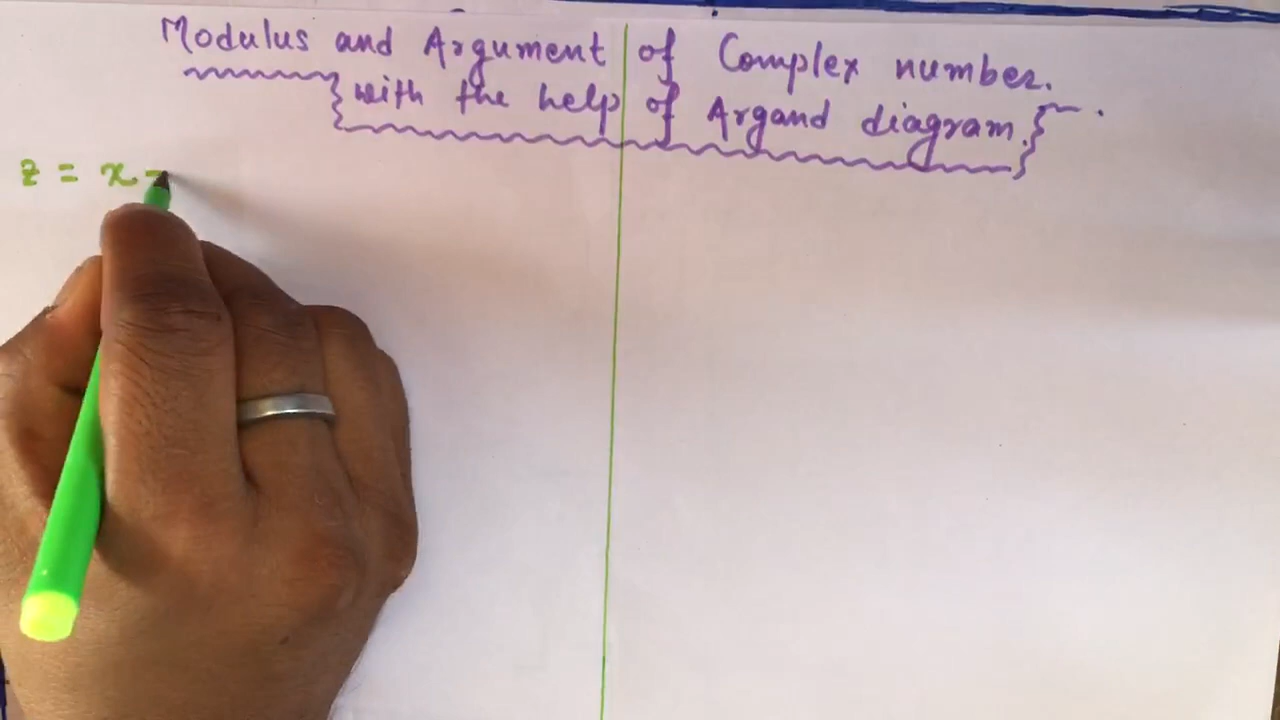 Modulus and Argument of Complex number.
with the help of Argand diagram.
z = x -